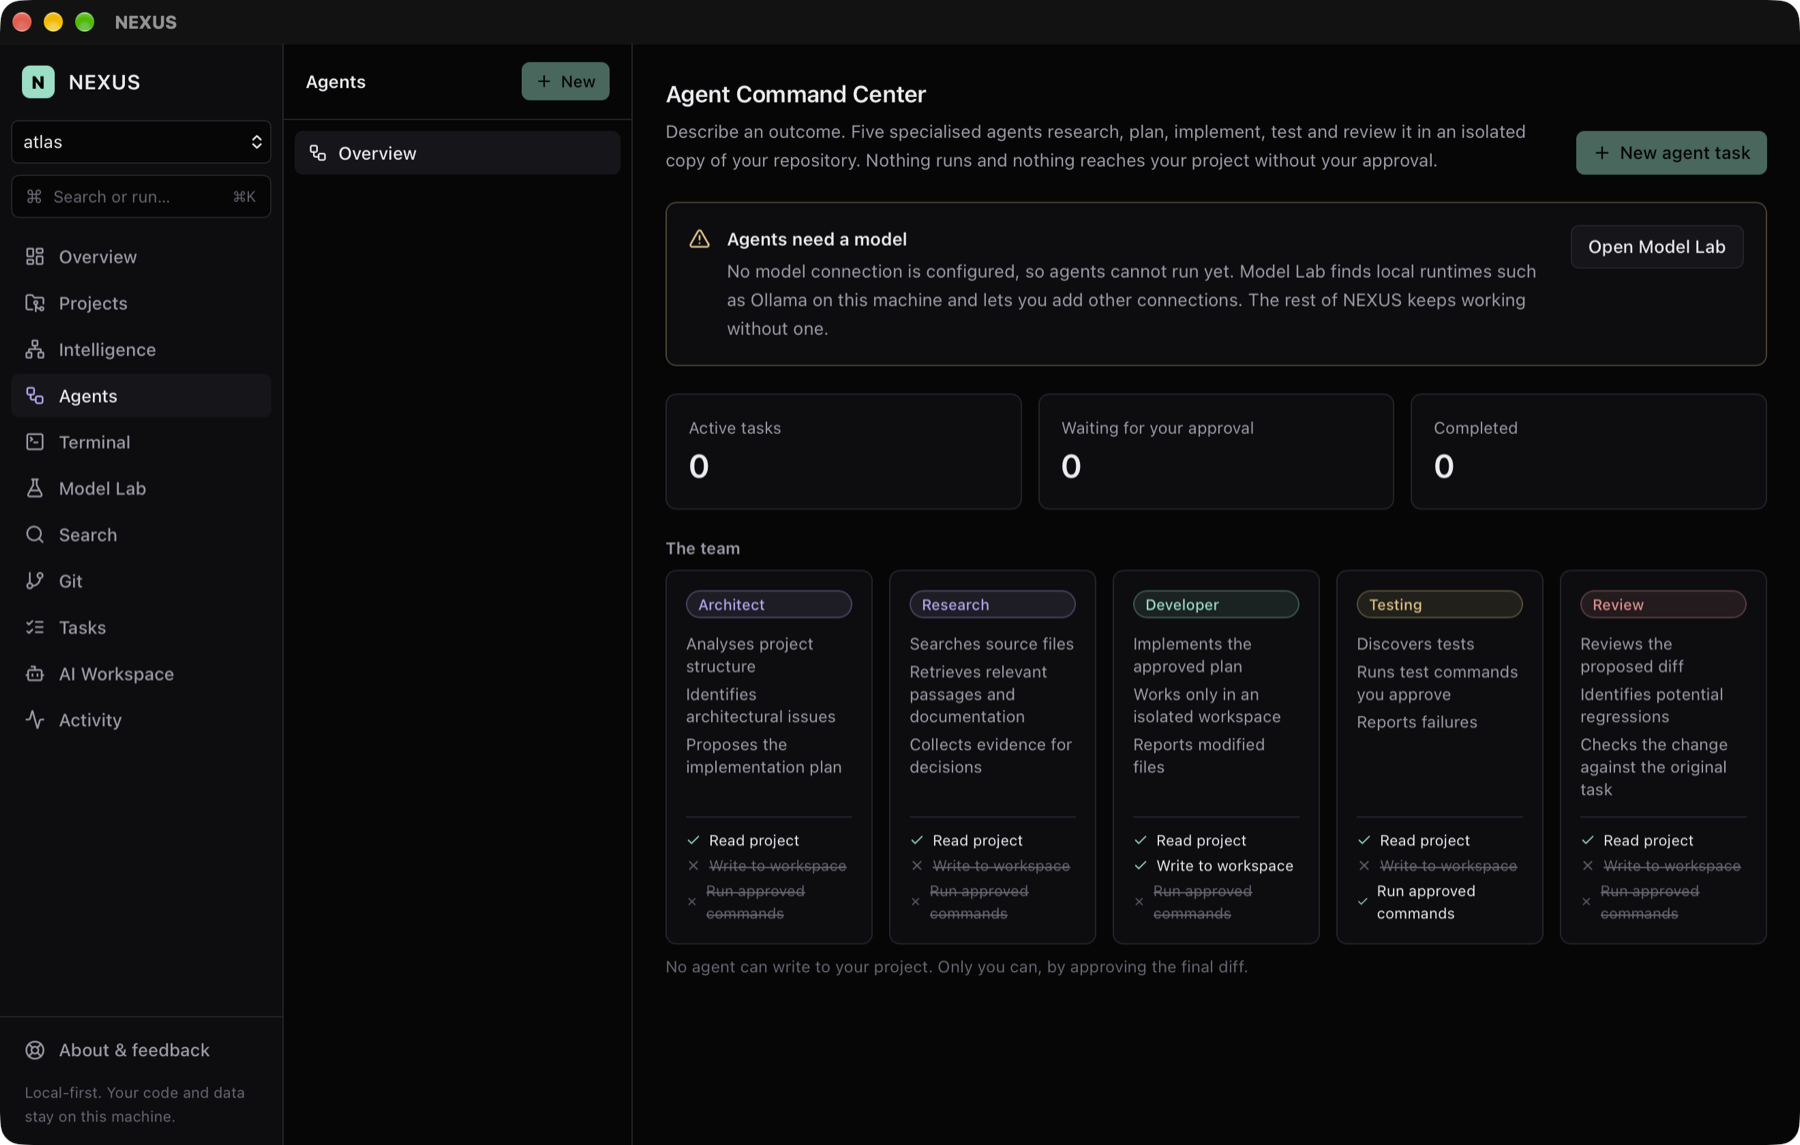 NEXUS
N NEXUS
atlas
⌘ Search or run... ⌘K
Overview
Projects
Intelligence
Agents
Terminal
Model Lab
Search
Git
Tasks
AI Workspace
Activity
About & feedback
Local-first. Your code and data
stay on this machine.
Agents
+ New
Overview
Agent Command Center
Describe an outcome. Five specialised agents research, plan, implement, test and review it in an isolated
copy of your repository. Nothing runs and nothing reaches your project without your approval.
+ New agent task
Agents need a model
No model connection is configured, so agents cannot run yet. Model Lab finds local runtimes such
as Ollama on this machine and lets you add other connections. The rest of NEXUS keeps working
without one.
Open Model Lab
Active tasks
0
Waiting for your approval
0
Completed
0
The team
Architect
Analyses project
structure
Identifies
architectural issues
Proposes the
implementation plan
Read project
Write to workspace
Run approved
commands
Research
Searches source files
Retrieves relevant
passages and
documentation
Collects evidence for
decisions
Read project
Write to workspace
Run approved
commands
Developer
Implements the
approved plan
Works only in an
isolated workspace
Reports modified
files
Read project
Write to workspace
Run approved
commands
Testing
Discovers tests
Runs test commands
you approve
Reports failures
Read project
Write to workspace
Run approved
commands
Review
Reviews the
proposed diff
Identifies potential
regressions
Checks the change
against the original
task
Read project
Write to workspace
Run approved
commands
No agent can write to your project. Only you can, by approving the final diff.